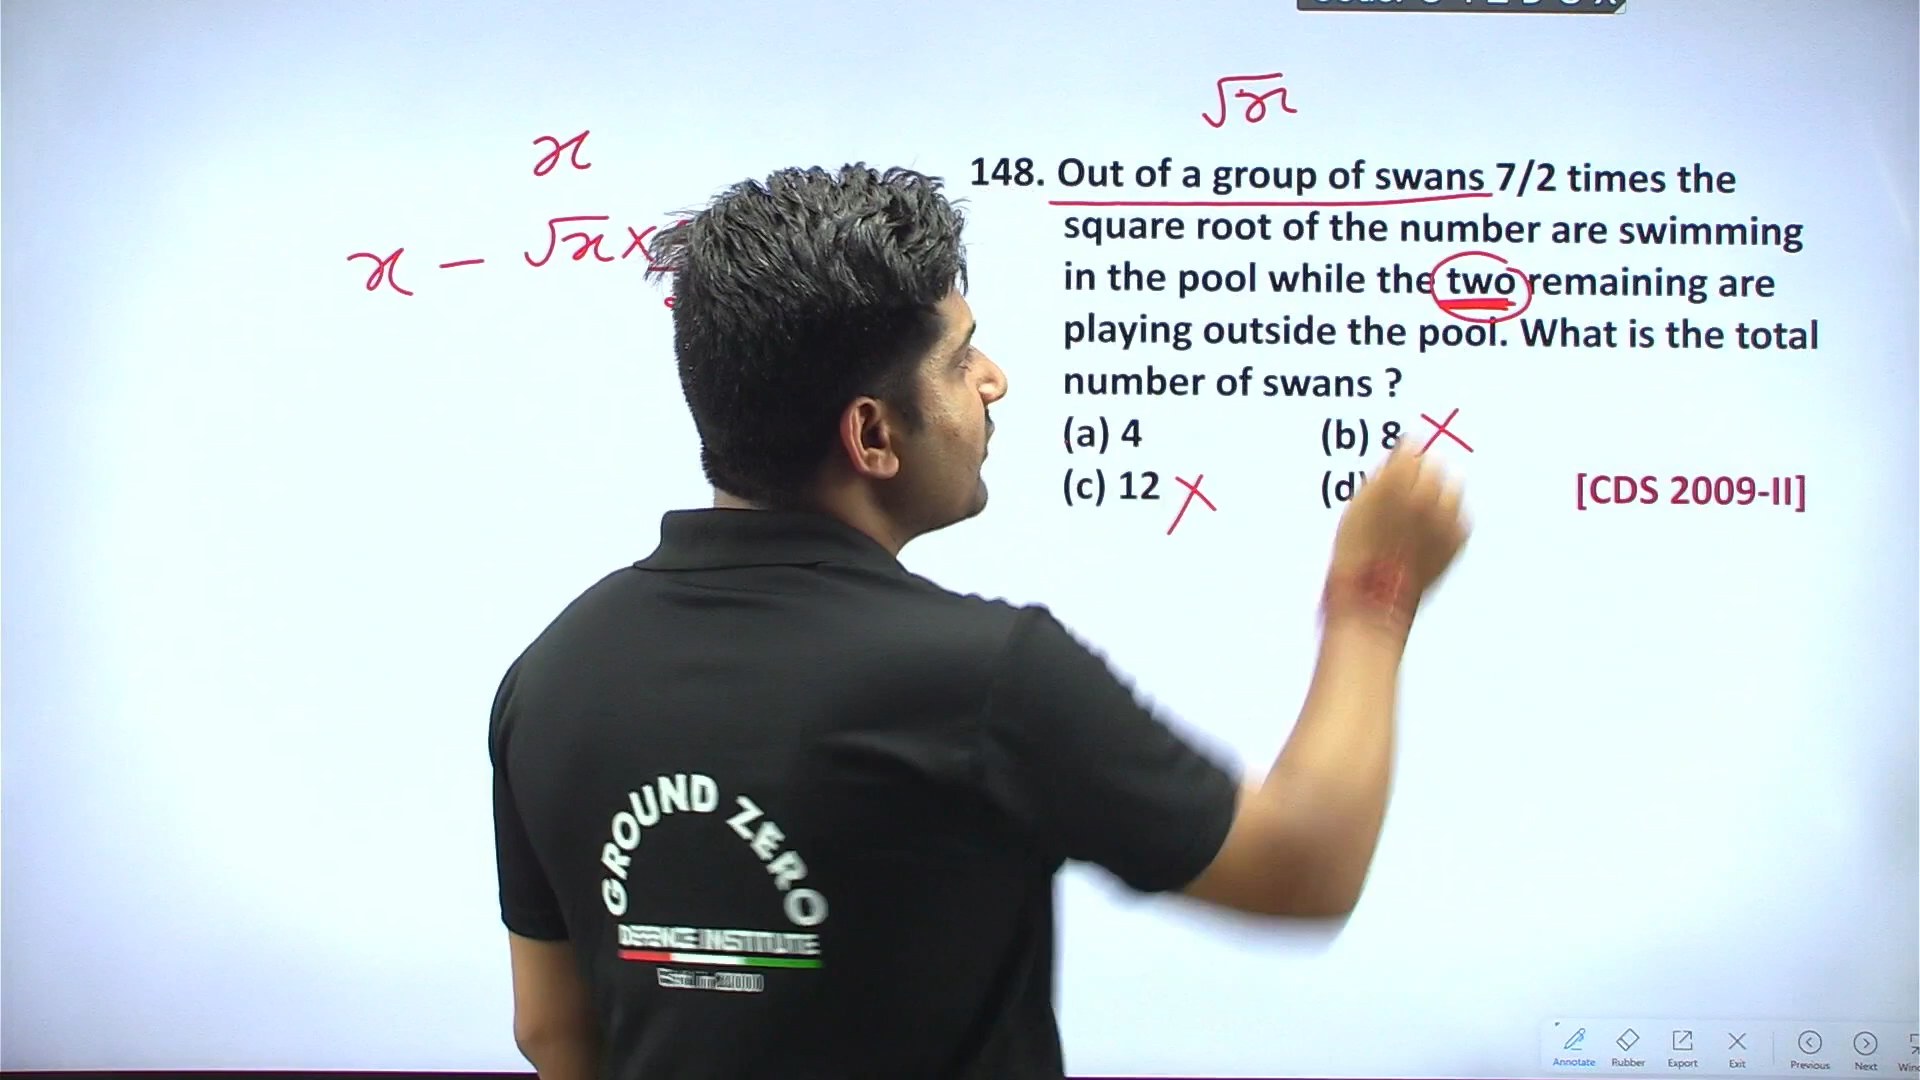 √x
x
x - √x ×
148. Out of a group of swans 7/2 times the
square root of the number are swimming
in the pool while the two remaining are
playing outside the pool. What is the total
number of swans ?
(a) 4 (b) 8
(c) 12 (d) [CDS 2009-II]
GROUND ZERO
DEFENCE INSTITUTE
Annotate Rubber Export Exit Previous Next